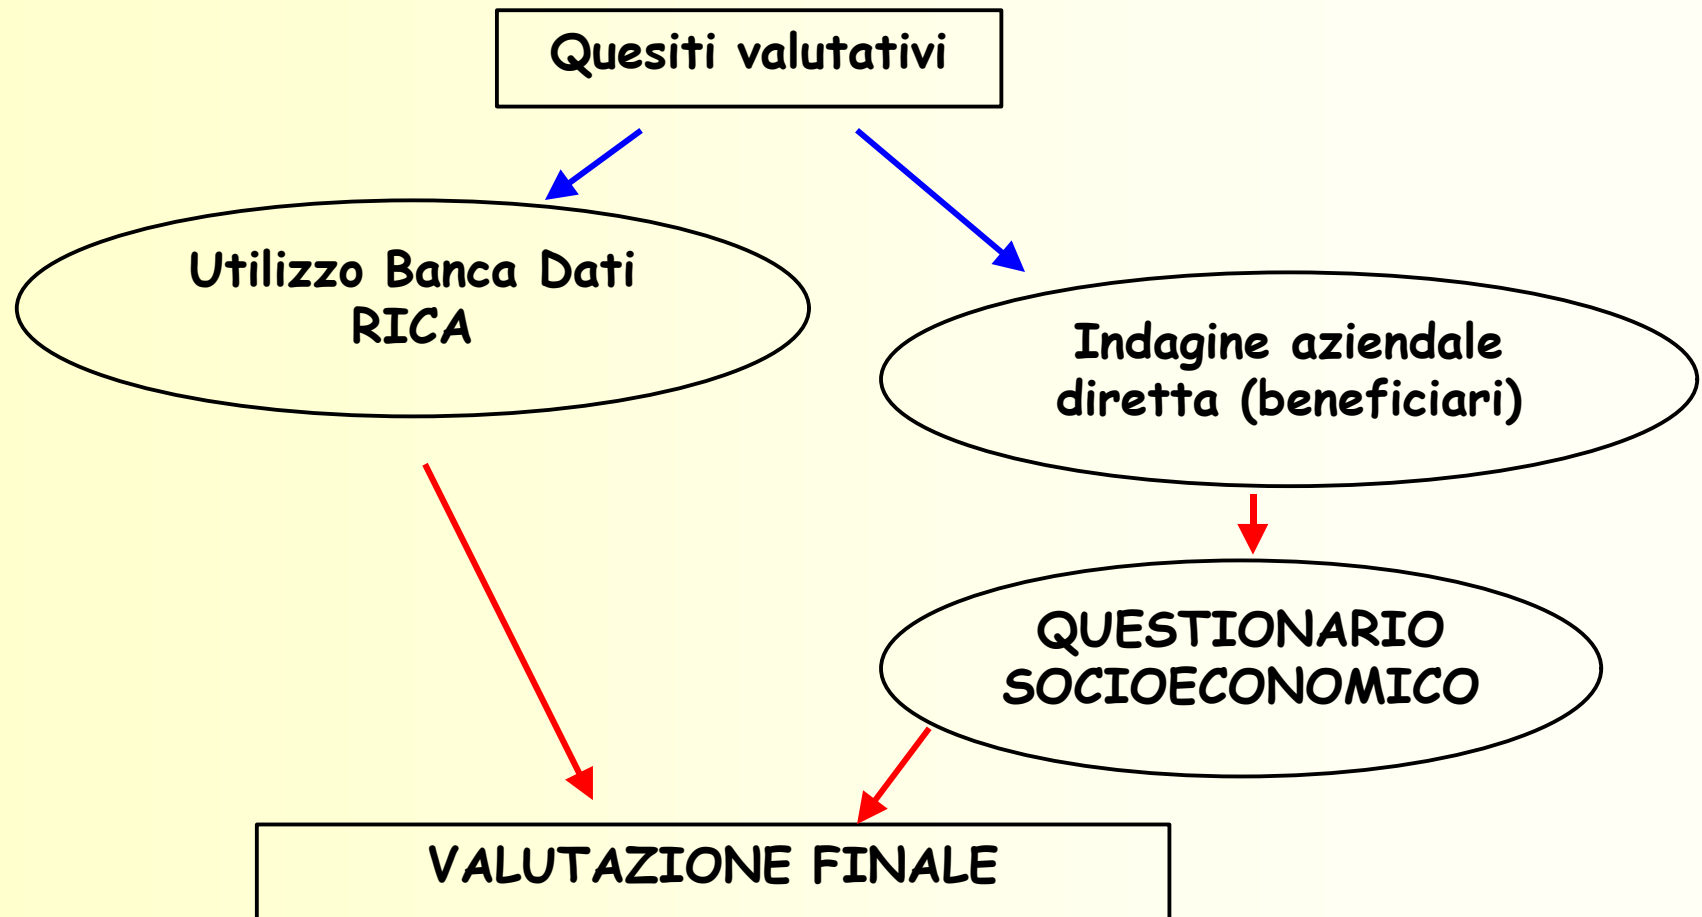 Quesiti valutativi
Utilizzo Banca Dati
RICA
Indagine aziendale
diretta (beneficiari)
QUESTIONARIO
SOCIOECONOMICO
VALUTAZIONE FINALE